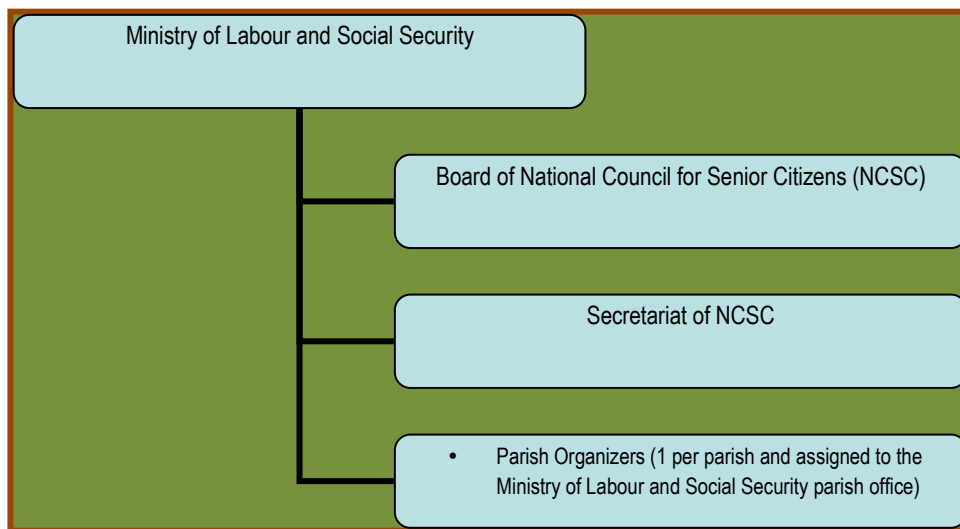 Ministry of Labour and Social Security
Board of National Council for Senior Citizens (NCSC)
Secretariat of NCSC
• Parish Organizers (1 per parish and assigned to the
Ministry of Labour and Social Security parish office)